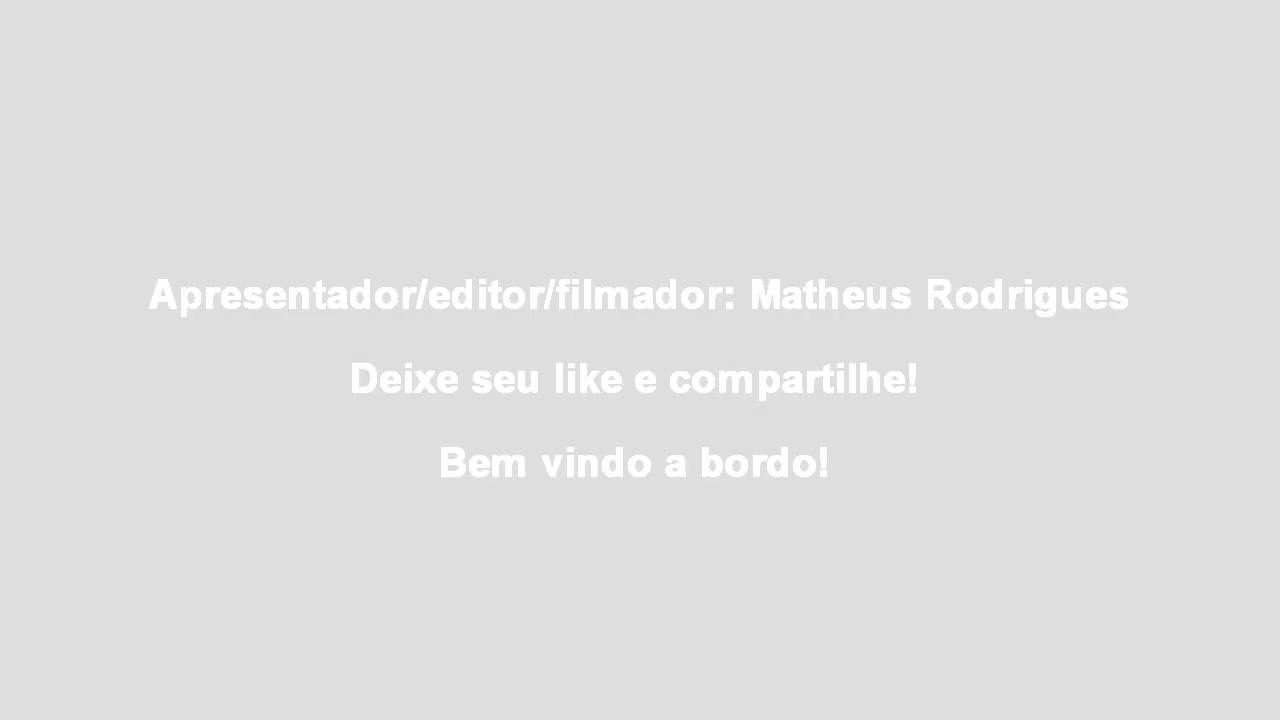 Apresentador/editor/filmador: Matheus Rodrigues
Deixe seu like e compartilhe!
Bem vindo a bordo!